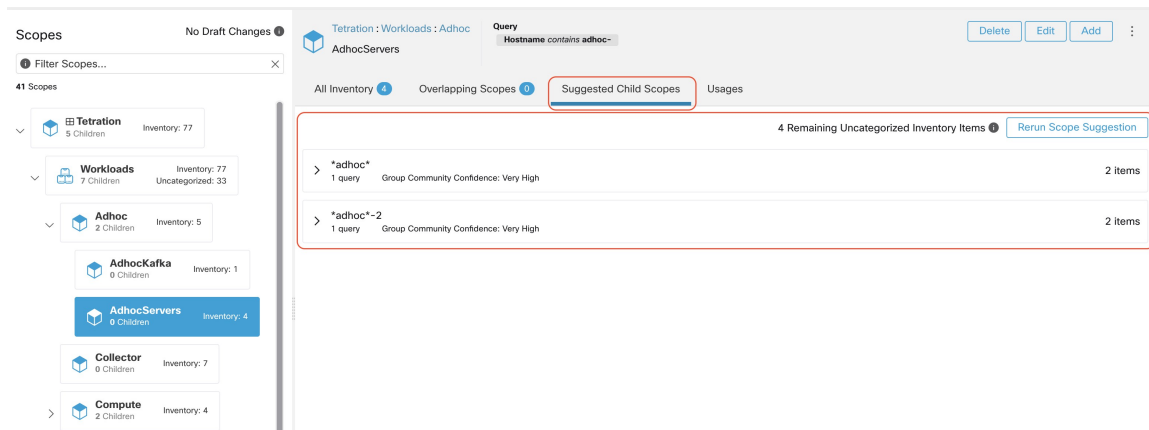 Scopes
No Draft Changes
Filter Scopes...
41 Scopes
Tetration
5 Children
Inventory: 77
Workloads
7 Children
Inventory: 77
Uncategorized: 33
Adhoc
2 Children
Inventory: 5
AdhocKafka
0 Children
Inventory: 1
AdhocServers
0 Children
Inventory: 4
Collector
0 Children
Inventory: 7
Compute
2 Children
Inventory: 4
Tetration : Workloads : Adhoc
AdhocServers
Query
Hostname contains adhoc-
Delete
Edit
Add
All Inventory 4
Overlapping Scopes 0
Suggested Child Scopes
Usages
4 Remaining Uncategorized Inventory Items
Rerun Scope Suggestion
*adhoc*
1 query Group Community Confidence: Very High
2 items
*adhoc*-2
1 query Group Community Confidence: Very High
2 items